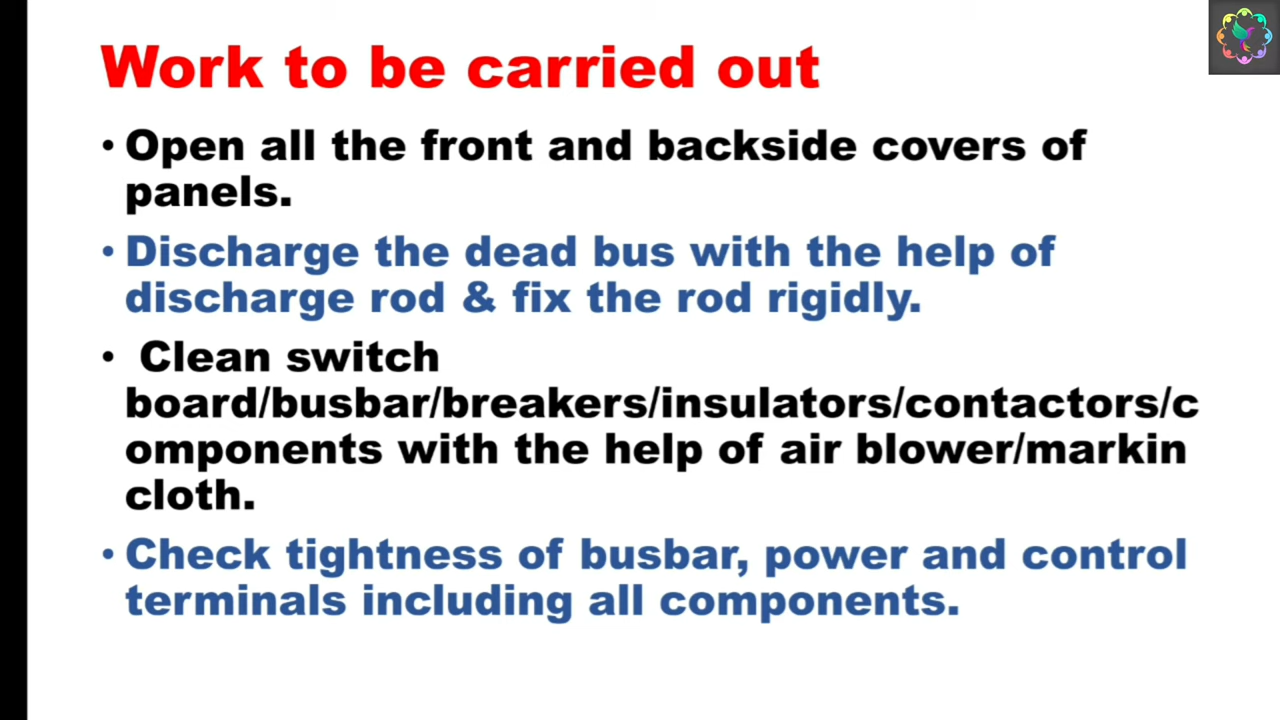 Work to be carried out
• Open all the front and backside covers of
panels.
• Discharge the dead bus with the help of
discharge rod & fix the rod rigidly.
• Clean switch
board/busbar/breakers/insulators/contactors/c
omponents with the help of air blower/markin
cloth.
• Check tightness of busbar, power and control
terminals including all components.